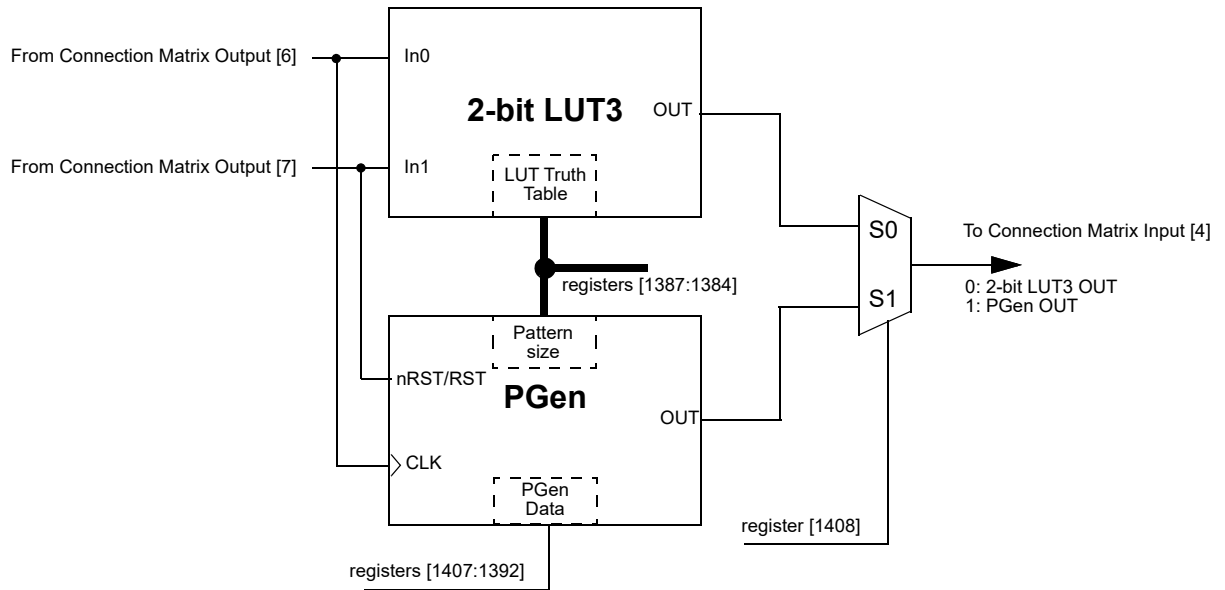 From Connection Matrix Output [6]
In0
2-bit LUT3
OUT
From Connection Matrix Output [7]
In1
LUT Truth
Table
S0
To Connection Matrix Input [4]
registers [1387:1384]
0: 2-bit LUT3 OUT
S1
1: PGen OUT
Pattern
size
nRST/RST
PGen
OUT
CLK
PGen
Data
register [1408]
registers [1407:1392]